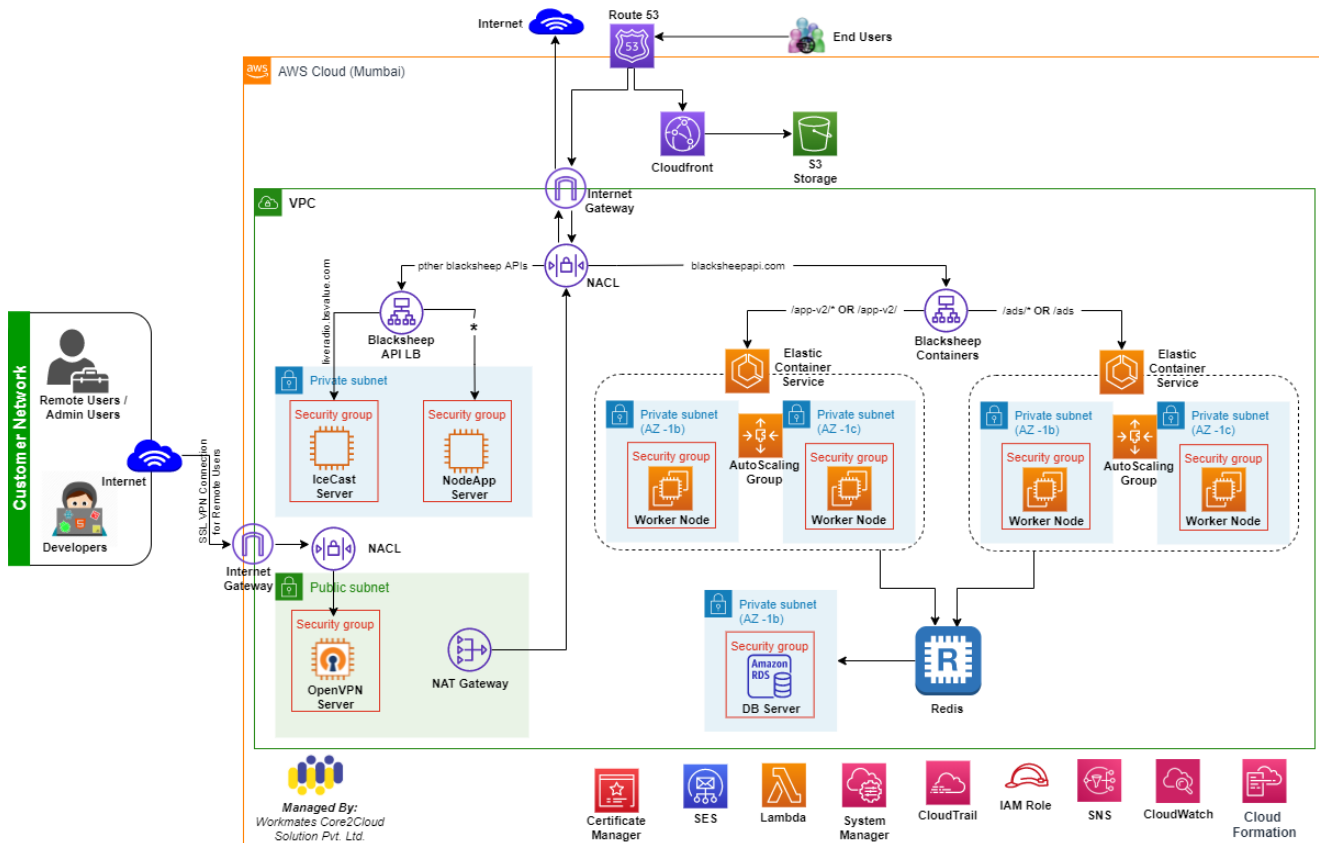 Route 53
Internet
53
End Users
aws
AWS Cloud (Mumbai)
Cloudfront
S3
Storage
VPC
Internet
Gateway
pther blacksheep APIs
NACL
blacksheepapi.com
liveradio.bsvalue.com
*
Blacksheep
API LB
/app-v2/* OR /app-v2/
/ads/* OR /ads
Blacksheep
Containers
Customer Network
Remote Users /
Admin Users
Internet
Developers
SSL VPN Connection
for Remote Users
Private subnet
Security group
IceCast
Server
Security group
NodeApp
Server
Elastic
Container
Service
Private subnet
(AZ -1b)
Security group
Worker Node
AutoScaling
Group
Private subnet
(AZ -1c)
Security group
Worker Node
Elastic
Container
Service
Private subnet
(AZ -1b)
Security group
Worker Node
AutoScaling
Group
Private subnet
(AZ -1c)
Security group
Worker Node
Internet
Gateway
NACL
Public subnet
Security group
OpenVPN
Server
NAT Gateway
Private subnet
(AZ -1b)
Security group
Amazon
RDS
DB Server
R
Redis
Managed By:
Workmates Core2Cloud
Solution Pvt. Ltd.
Certificate
Manager
SES
Lambda
System
Manager
CloudTrail
IAM Role
SNS
CloudWatch
Cloud
Formation